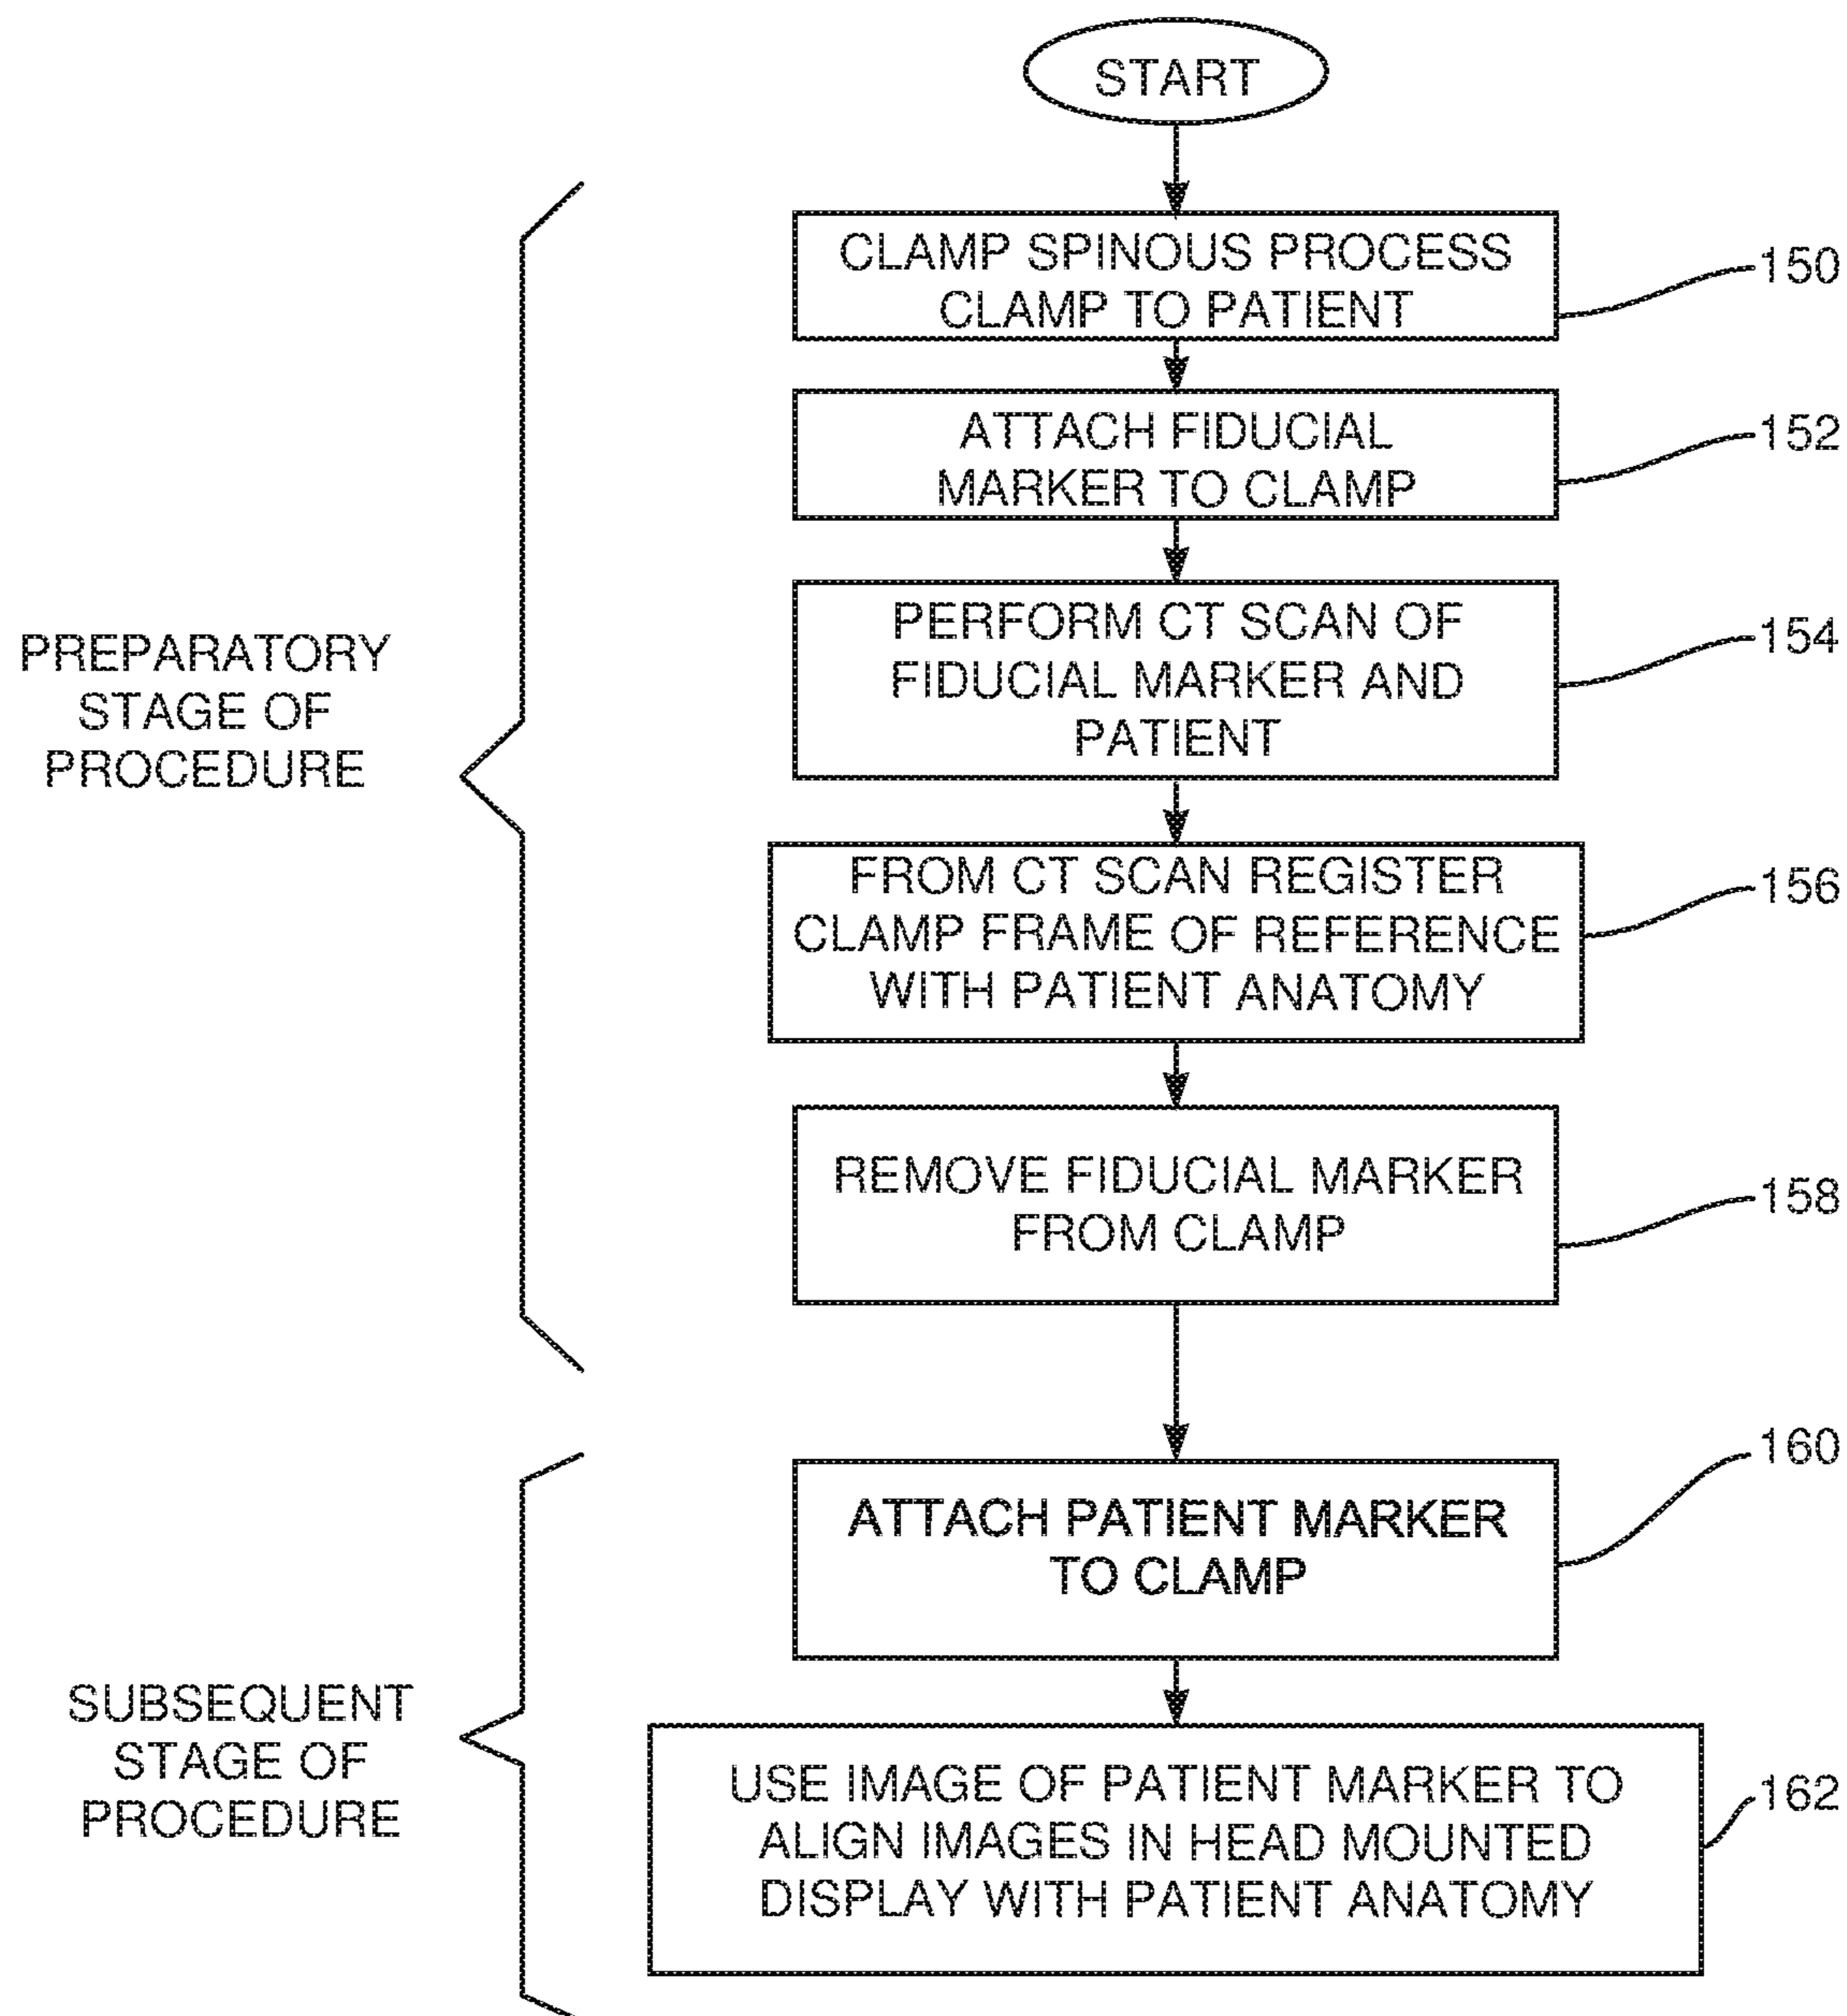 START
CLAMP SPINOUS PROCESS
CLAMP TO PATIENT
150
ATTACH FIDUCIAL
MARKER TO CLAMP
152
PERFORM CT SCAN OF
FIDUCIAL MARKER AND
PATIENT
154
PREPARATORY
STAGE OF
PROCEDURE
FROM CT SCAN REGISTER
CLAMP FRAME OF REFERENCE
WITH PATIENT ANATOMY
156
REMOVE FIDUCIAL MARKER
FROM CLAMP
158
ATTACH PATIENT MARKER
TO CLAMP
160
SUBSEQUENT
STAGE OF
PROCEDURE
USE IMAGE OF PATIENT MARKER TO
ALIGN IMAGES IN HEAD MOUNTED
DISPLAY WITH PATIENT ANATOMY
162